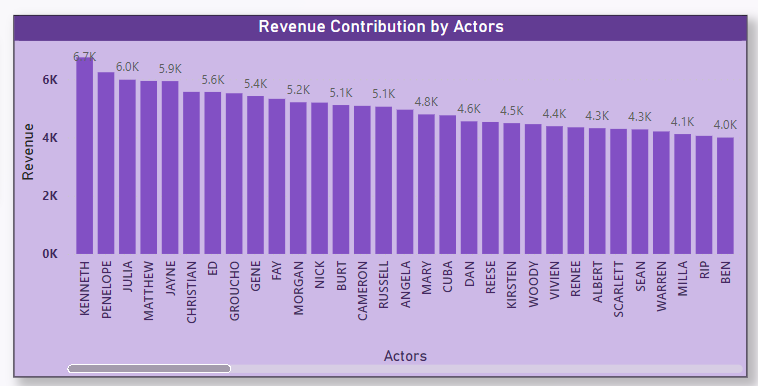 Revenue Contribution by Actors
6.7K
6.0K
5.9K
5.6K
5.4K
5.2K
5.1K
5.1K
4.8K
4.6K
4.5K
4.4K
4.3K
4.3K
4.1K
4.0K
6K
4K
2K
0K
Revenue
KENNETH
PENELOPE
JULIA
MATTHEW
JAYNE
CHRISTIAN
ED
GROUCHO
GENE
FAY
MORGAN
NICK
BURT
CAMERON
RUSSELL
ANGELA
MARY
CUBA
DAN
REESE
KIRSTEN
WOODY
VIVIEN
RENEE
ALBERT
SCARLETT
SEAN
WARREN
MILLA
RIP
BEN
Actors